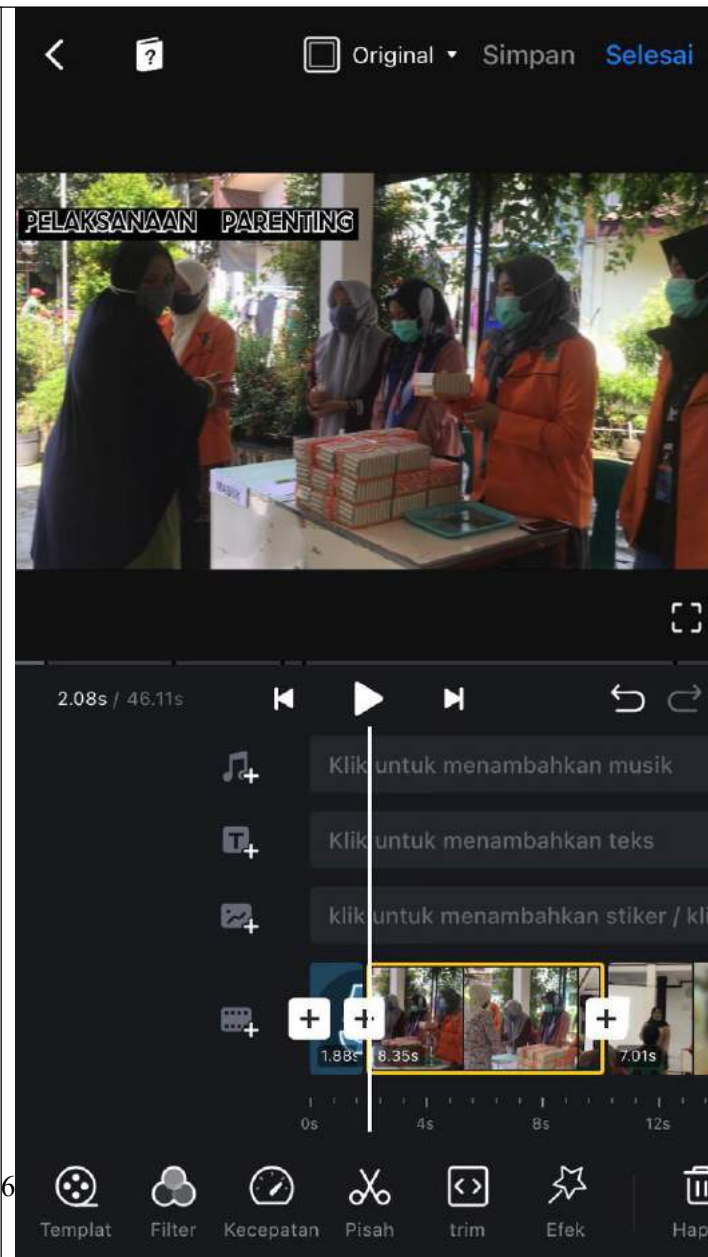 Original Simpan Selesai
PELAKSANAAN PARENTING
MASUK
2.08s / 46.11s
Klik untuk menambahkan musik
T
Klik untuk menambahkan teks
klik untuk menambahkan stiker / kli
1.88s 8.35s 7.01s
0s 4s 8s 12s
6
Templat Filter Kecepatan Pisah trim Efek Hap